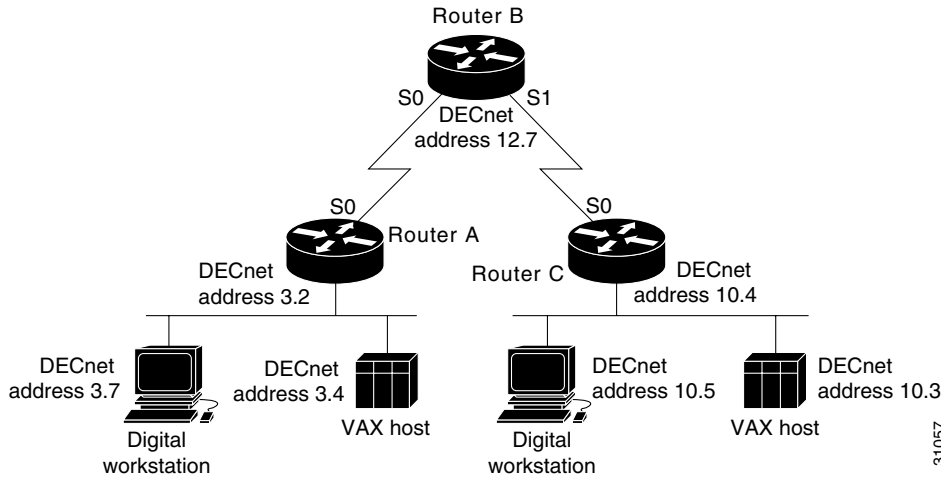 Router B
S0
S1
DECnet
address 12.7
S0
Router A
S0
Router C
DECnet
address 3.2
DECnet
address 10.4
DECnet
address 3.7
Digital
workstation
DECnet
address 3.4
VAX host
DECnet
address 10.5
Digital
workstation
DECnet
address 10.3
VAX host
31057